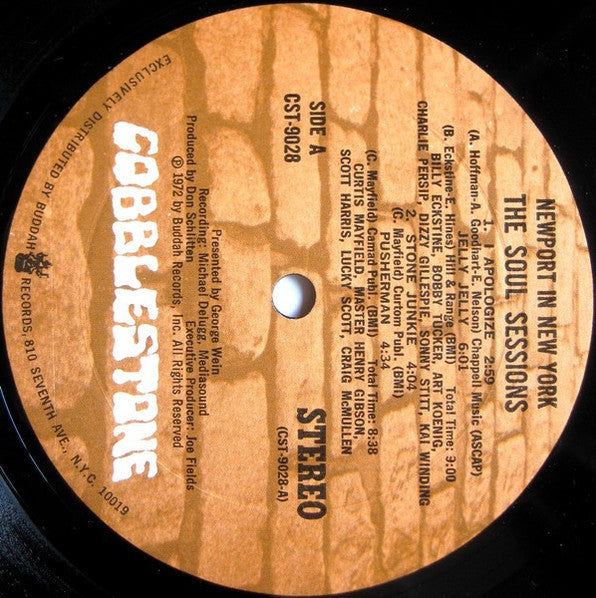 NEWPORT IN NEW YORK
THE SOUL SESSIONS
1. I APOLOGIZE 2:59
(A. Hoffman-A. Goodhart-E. Nelson) Chappell Music (ASCAP)
JELLY, JELLY 6:01
(B. Eckstine-E. Hines) Hill & Range (BMI) Total Time: 9:00
BILLY ECKSTINE, BOBBY TUCKER, ART KOENIG,
CHARLIE PERSIP, DIZZY GILLESPIE, SONNY STITT, KAI WINDING
2. STONE JUNKIE 4:04
(C. Mayfield) Curtom Publ. (BMI)
PUSHERMAN 4:34
(C. Mayfield) Camad Publ. (BMI) Total Time: 8:38
CURTIS MAYFIELD, MASTER HENRY GIBSON,
SCOTT HARRIS, LUCKY SCOTT, CRAIG McMULLEN
SIDE A
CST-9028
STEREO
(CST-9028-A)
Presented by George Wein
Recording: Michael Delugg, Mediasound
Produced by Don Schlitten Executive Producer: Joe Fields
℗ 1972 by Buddah Records, Inc. All Rights Reserved
COBBLESTONE
EXCLUSIVELY DISTRIBUTED BY BUDDAH RECORDS, 810 SEVENTH AVE., N.Y.C. 10019